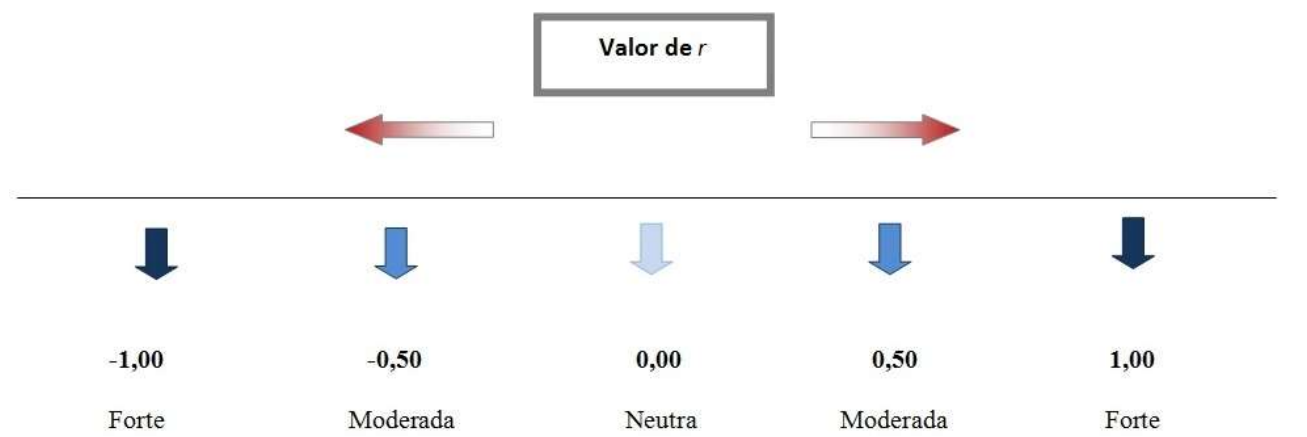 Valor de r
-1,00 -0,50 0,00 0,50 1,00
Forte Moderada Neutra Moderada Forte